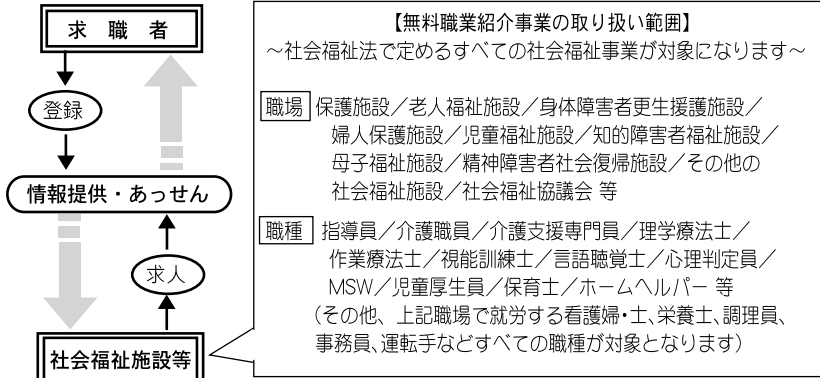 求 職 者
登録
情報提供・あっせん
求人
社会福祉施設等
【無料職業紹介事業の取り扱い範囲】
～社会福祉法で定めるすべての社会福祉事業が対象になります～
職場 保護施設／老人福祉施設／身体障害者更生援護施設／
婦人保護施設／児童福祉施設／知的障害者福祉施設／
母子福祉施設／精神障害者社会復帰施設／その他の
社会福祉施設／社会福祉協議会 等
職種 指導員／介護職員／介護支援専門員／理学療法士／
作業療法士／視能訓練士／言語聴覚士／心理判定員／
MSW／児童厚生員／保育士／ホームヘルパー 等
（その他、上記職場で就労する看護婦・士、栄養士、調理員、
事務員、運転手などすべての職種が対象となります）